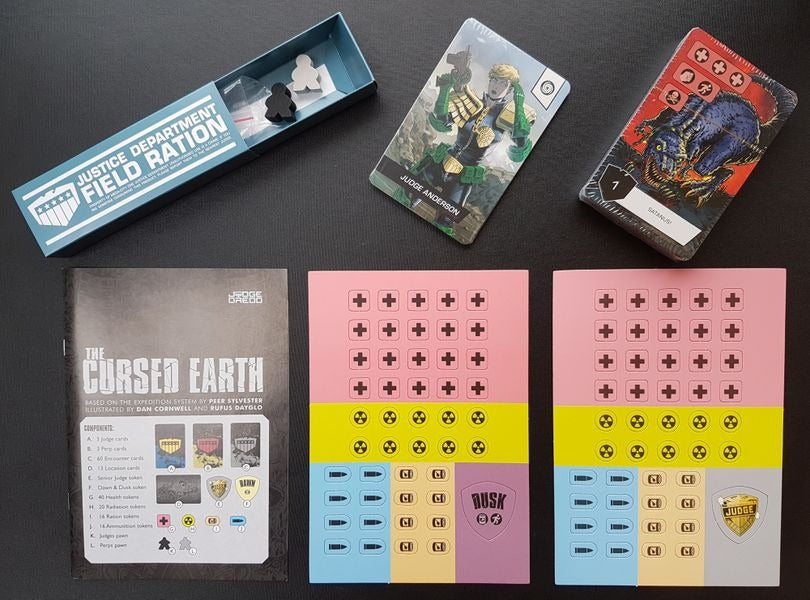 JUSTICE DEPARTMENT
FIELD RATION
JUDGE ANDERSON
1
SATANUS!
JUDGE
DREDD
THE
CURSED EARTH
BASED ON THE EXPEDITION SYSTEM BY PEER SYLVESTER
ILLUSTRATED BY DAN CORNWELL AND RUFUS DAYGLO
COMPONENTS:
A. 3 Judge cards
B. 3 Perp cards
C. 60 Encounter cards
D. 13 Location cards
E. Senior Judge token
F. Dawn & Dusk token
G. 40 Health tokens
H. 20 Radiation tokens
I. 16 Ration tokens
J. 16 Ammunition tokens
K. Judges pawn
L. Perps pawn
A
B
C
DAWN
D
E
F
G
H
I
J
K
L
DUSK
JUDGE